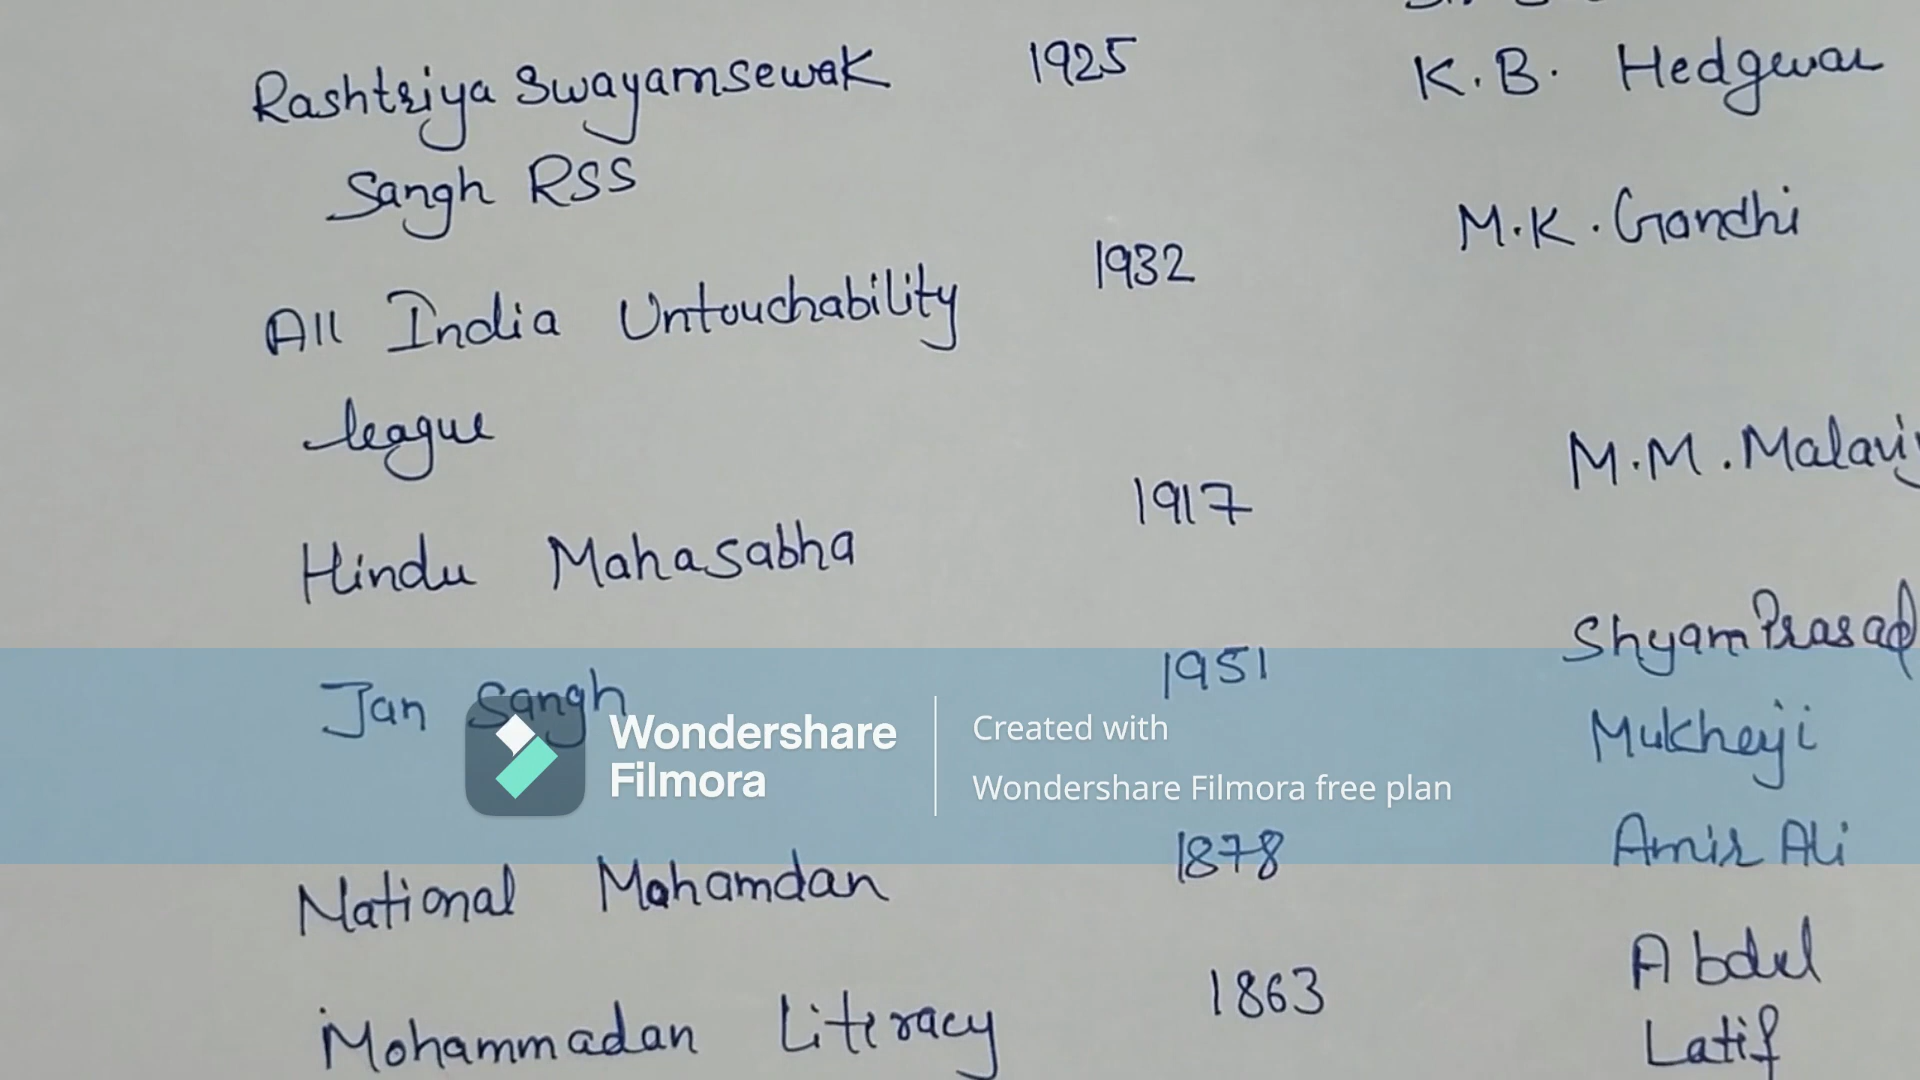 Rashtriya Swayamsewak 1925 K.B. Hedgewar
Sangh RSS
M.K. Gandhi
All India Untouchability 1932
league
M.M. Malaviy
Hindu Mahasabha 1917
Shyam Prasad
Jan Sangh 1951
Mukherji
Wondershare
Filmora
Created with
Wondershare Filmora free plan
National Mohamdan 1878 Amir Ali
Mohammadan Literacy 1863 Abdul
Latif